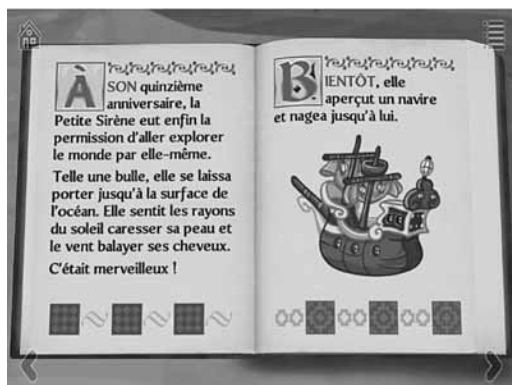 À SON quinzième
anniversaire, la
Petite Sirène eut enfin la
permission d'aller explorer
le monde par elle-même.
Telle une bulle, elle se laissa
porter jusqu'à la surface de
l'océan. Elle sentit les rayons
du soleil caresser sa peau et
le vent balayer ses cheveux.
C'était merveilleux !
BIENTÔT, elle
aperçut un navire
et nagea jusqu'à lui.